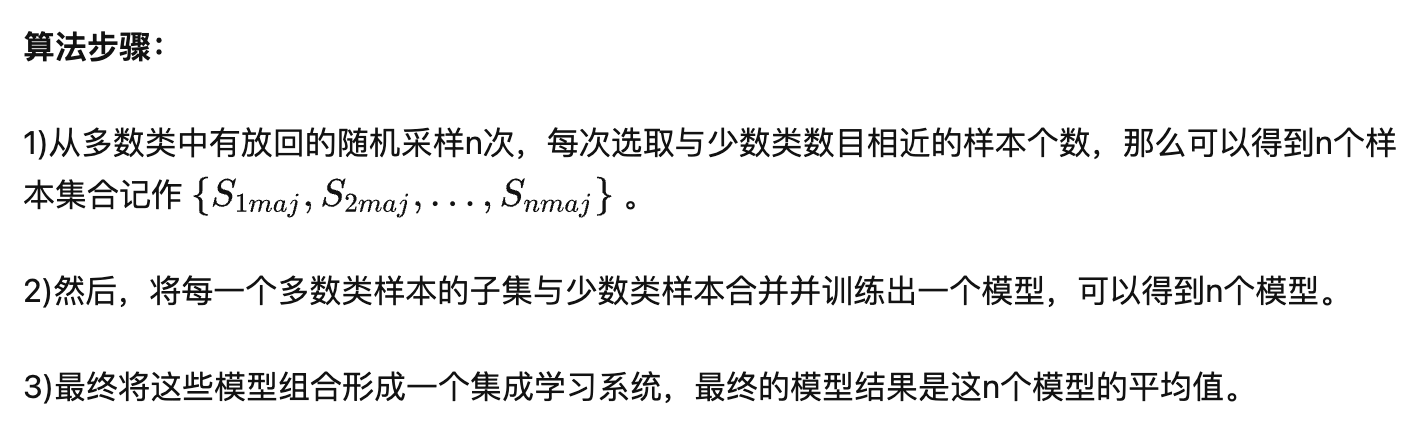 算法步骤：
1)从多数类中有放回的随机采样n次，每次选取与少数类数目相近的样本个数，那么可以得到n个样
本集合记作 {S_{1maj}, S_{2maj}, . . . , S_{nmaj}} 。
2)然后，将每一个多数类样本的子集与少数类样本合并并训练出一个模型，可以得到n个模型。
3)最终将这些模型组合形成一个集成学习系统，最终的模型结果是这n个模型的平均值。